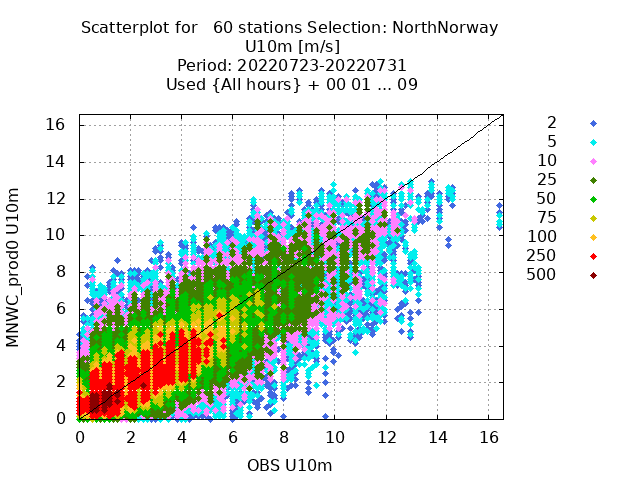 Scatterplot for   60 stations Selection: NorthNorway
U10m [m/s]
Period: 20220723-20220731
Used {All hours} + 00 01 ... 09
MNWC_prod0 U10m
16
14
12
10
8
6
4
2
0
0 2 4 6 8 10 12 14 16
OBS U10m
2
5
10
25
50
75
100
250
500